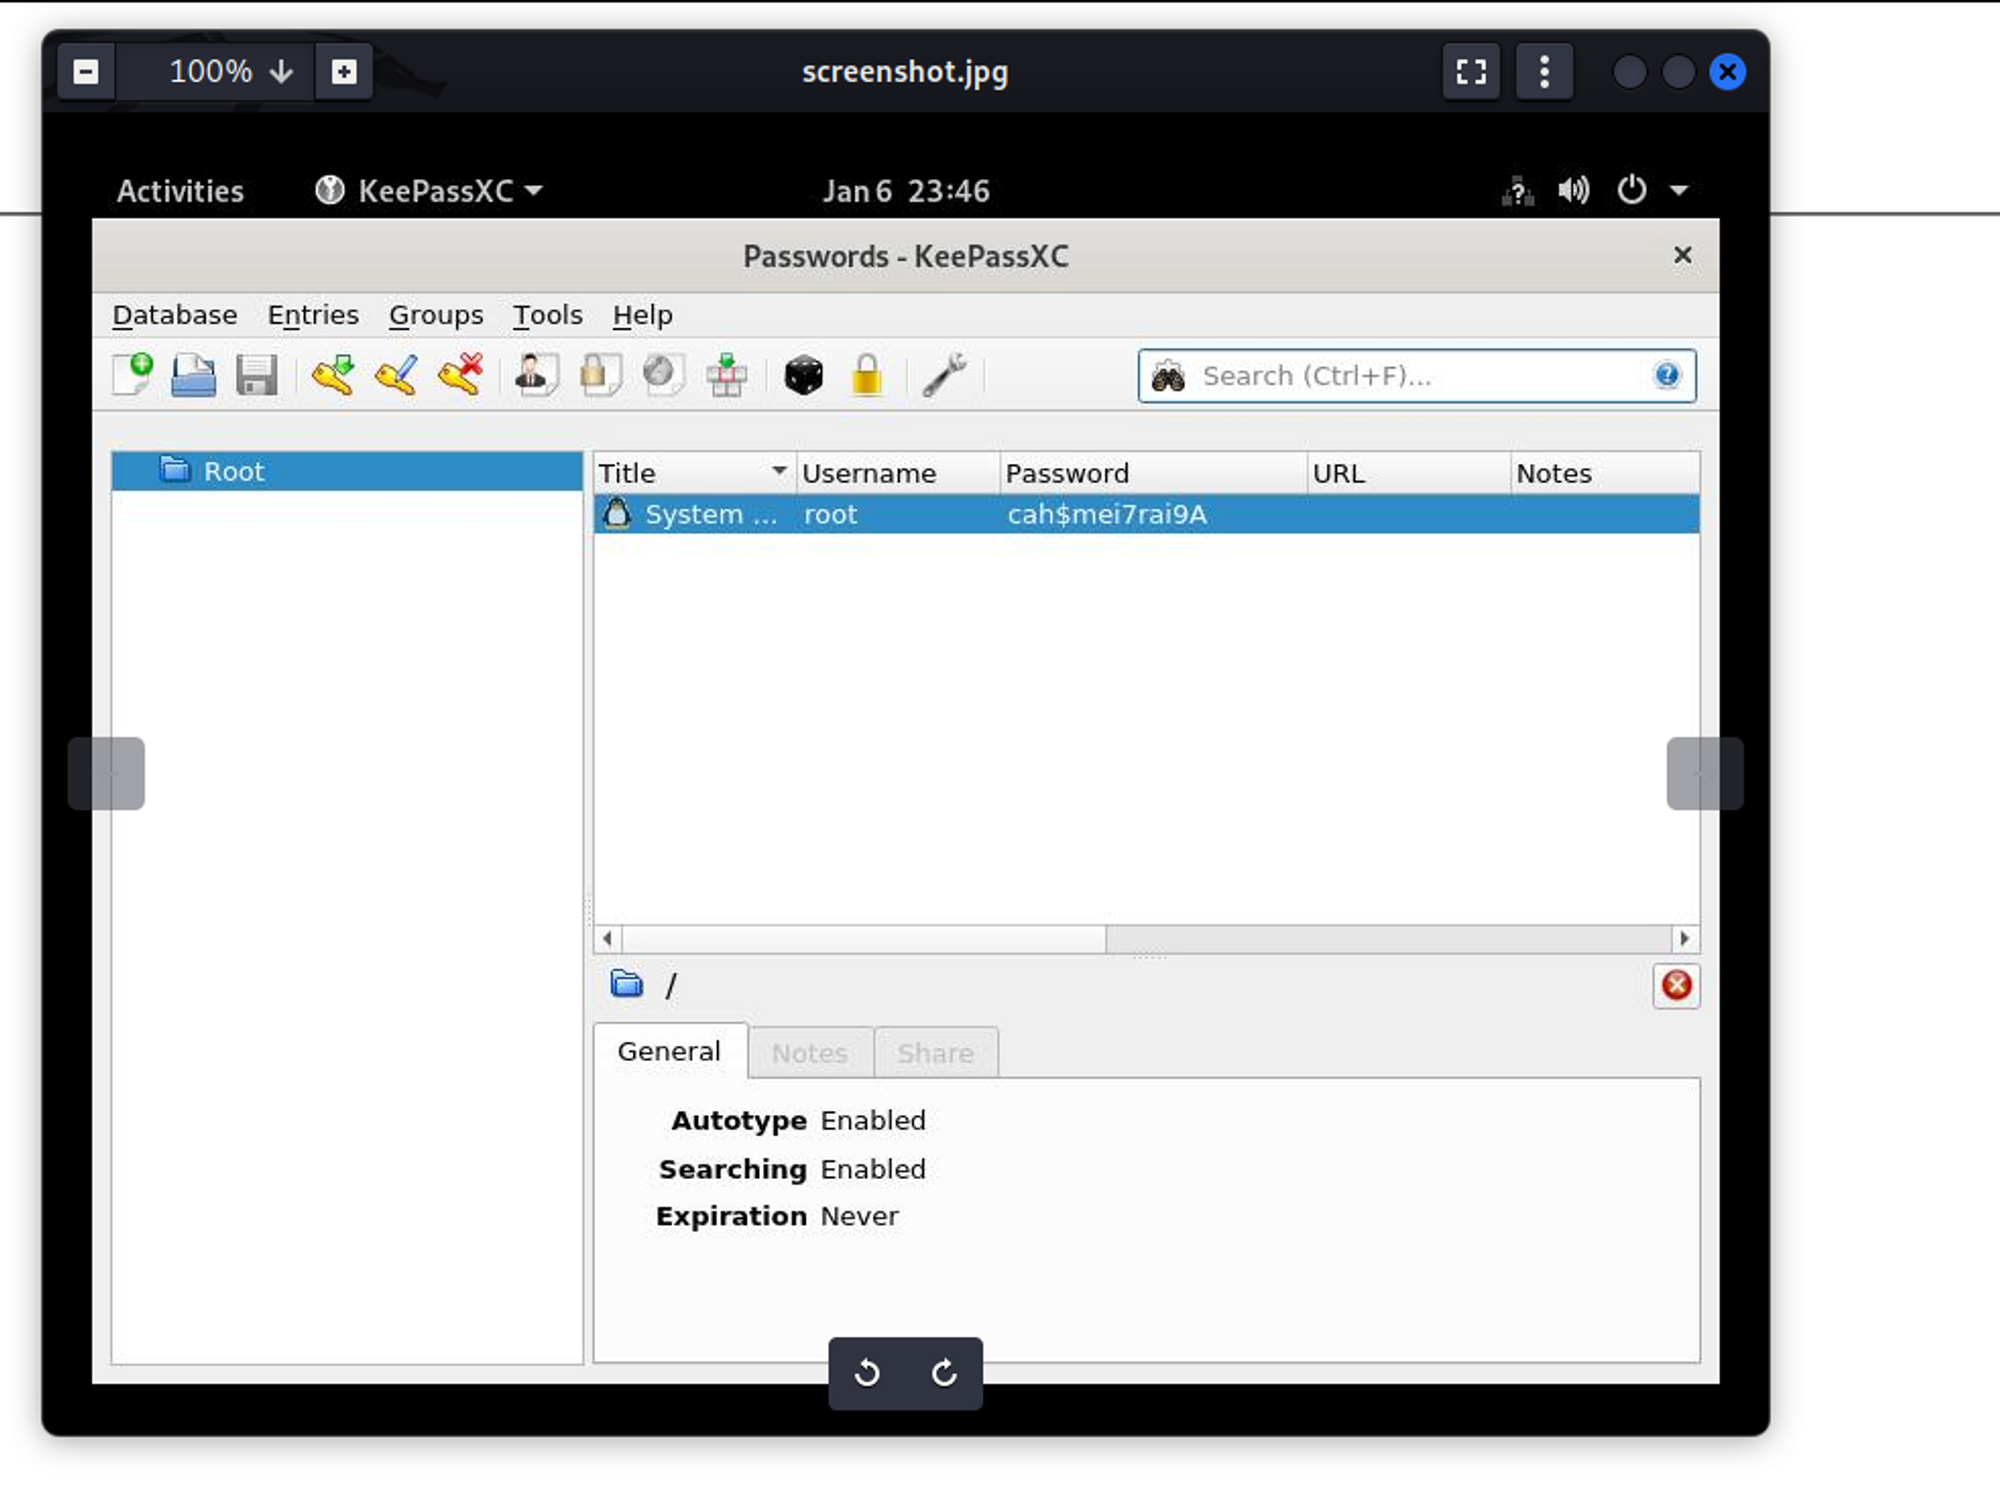 100%
screenshot.jpg
Activities KeePassXC Jan 6 23:46
Passwords - KeePassXC
Database Entries Groups Tools Help
Search (Ctrl+F)...
Root
Title Username Password URL Notes
System ... root cah$mei7rai9A
/
General Notes Share
Autotype Enabled
Searching Enabled
Expiration Never